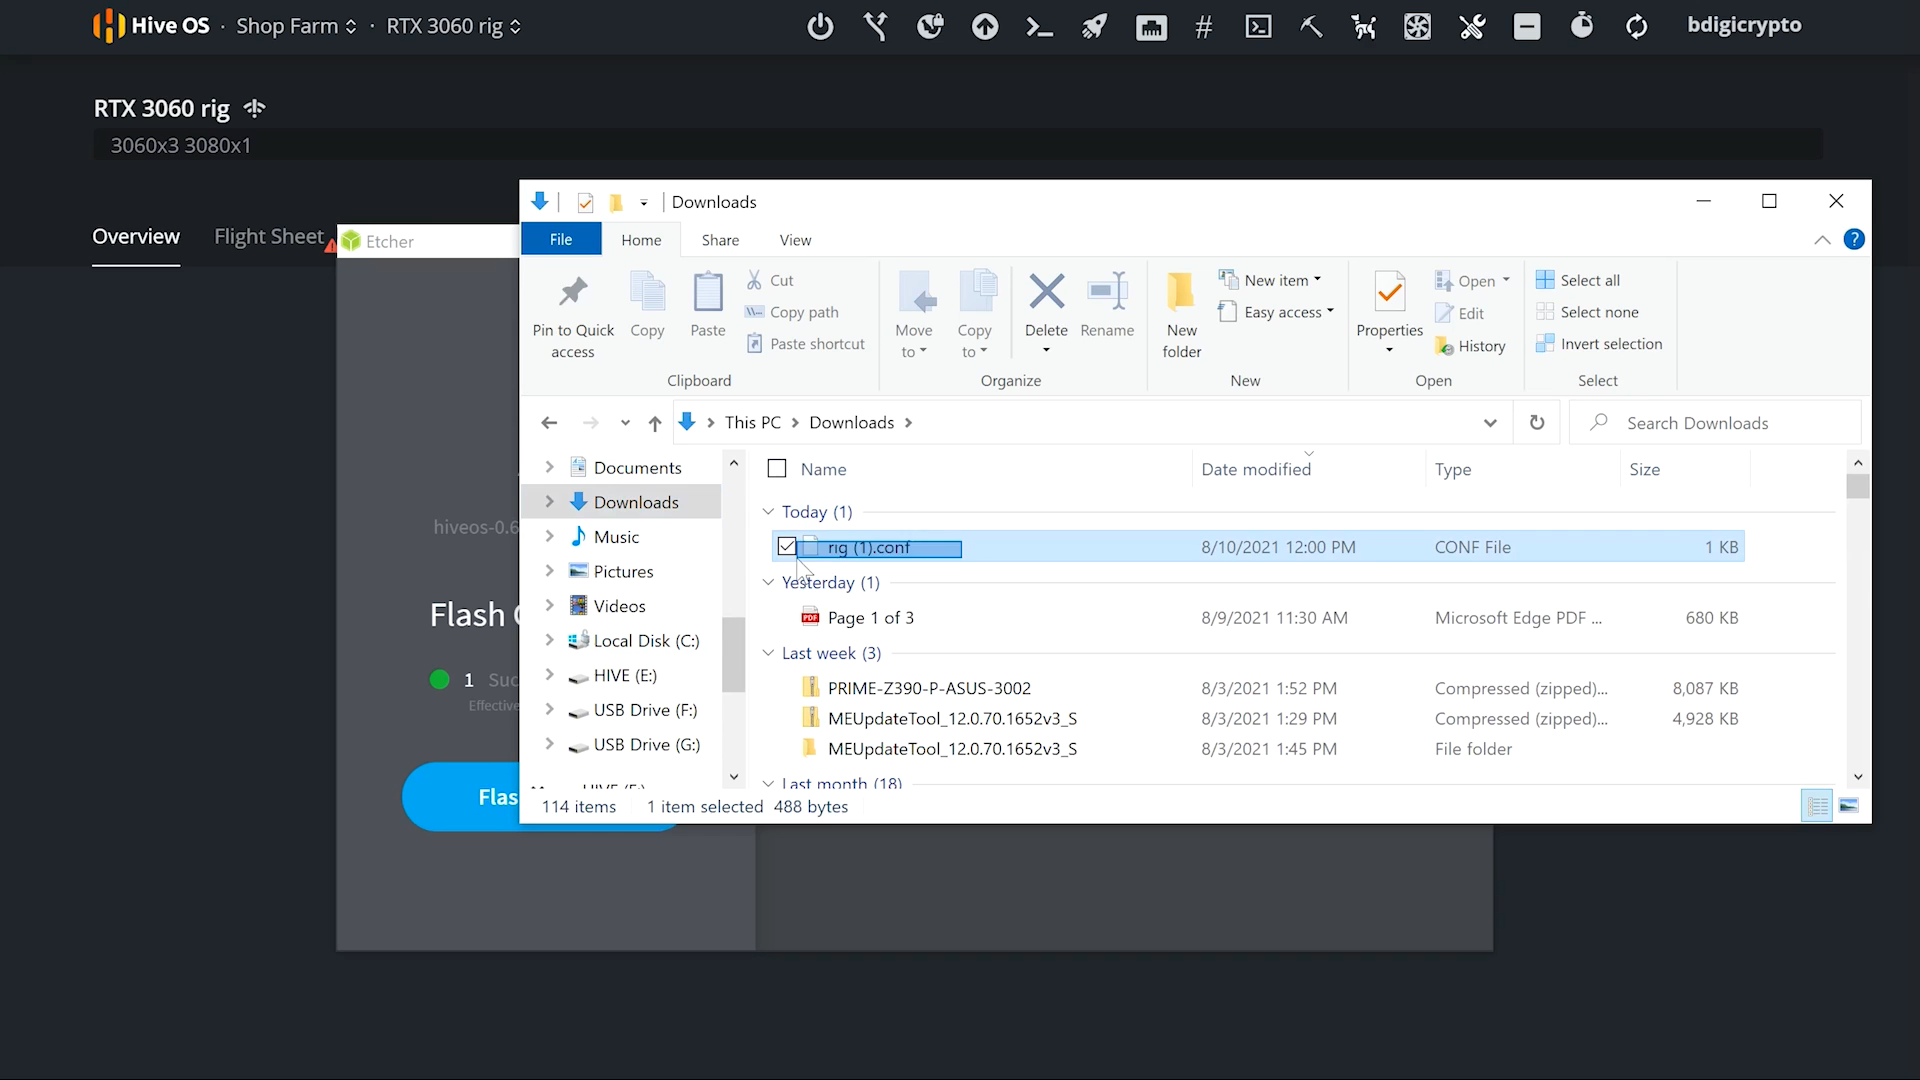 Hive OS · Shop Farm · RTX 3060 rig
bdigicrypto
RTX 3060 rig
3060x3 3080x1
Overview
Flight Sheet
Etcher
hiveos-0.6
Flash
1
Effective
Flas
Downloads
File
Home
Share
View
Pin to Quick access
Copy
Paste
Cut
Copy path
Paste shortcut
Clipboard
Move to
Copy to
Delete
Rename
Organize
New folder
New item
Easy access
New
Properties
Open
Edit
History
Open
Select all
Select none
Invert selection
Select
This PC > Downloads >
Search Downloads
Documents
Downloads
Music
Pictures
Videos
Local Disk (C:)
HIVE (E:)
USB Drive (F:)
USB Drive (G:)
Name Date modified Type Size
Today (1)
rig (1).conf 8/10/2021 12:00 PM CONF File 1 KB
Yesterday (1)
Page 1 of 3 8/9/2021 11:30 AM Microsoft Edge PDF ... 680 KB
PDF
Last week (3)
PRIME-Z390-P-ASUS-3002 8/3/2021 1:52 PM Compressed (zipped)... 8,087 KB
MEUpdateTool_12.0.70.1652v3_S 8/3/2021 1:29 PM Compressed (zipped)... 4,928 KB
MEUpdateTool_12.0.70.1652v3_S 8/3/2021 1:45 PM File folder
Last month (18)
114 items 1 item selected 488 bytes